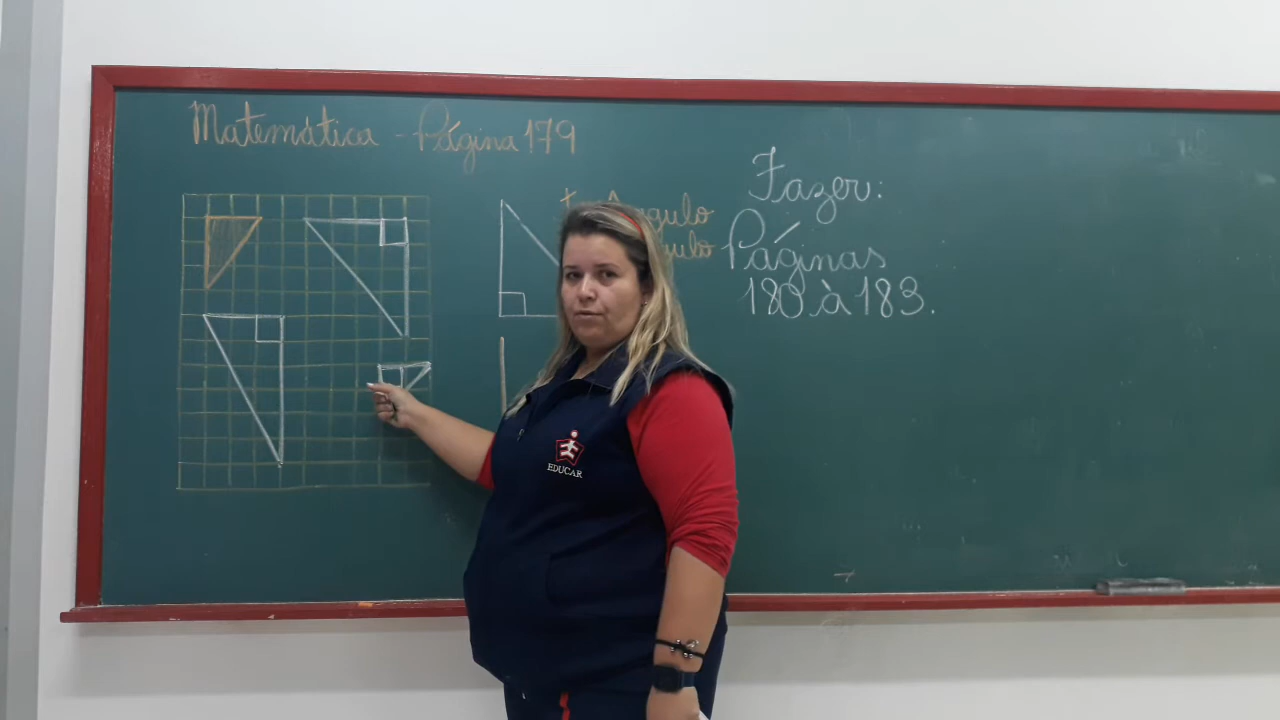 Matemática - Página 179
Fazer:
Páginas
180 à 183.
EDUCAR